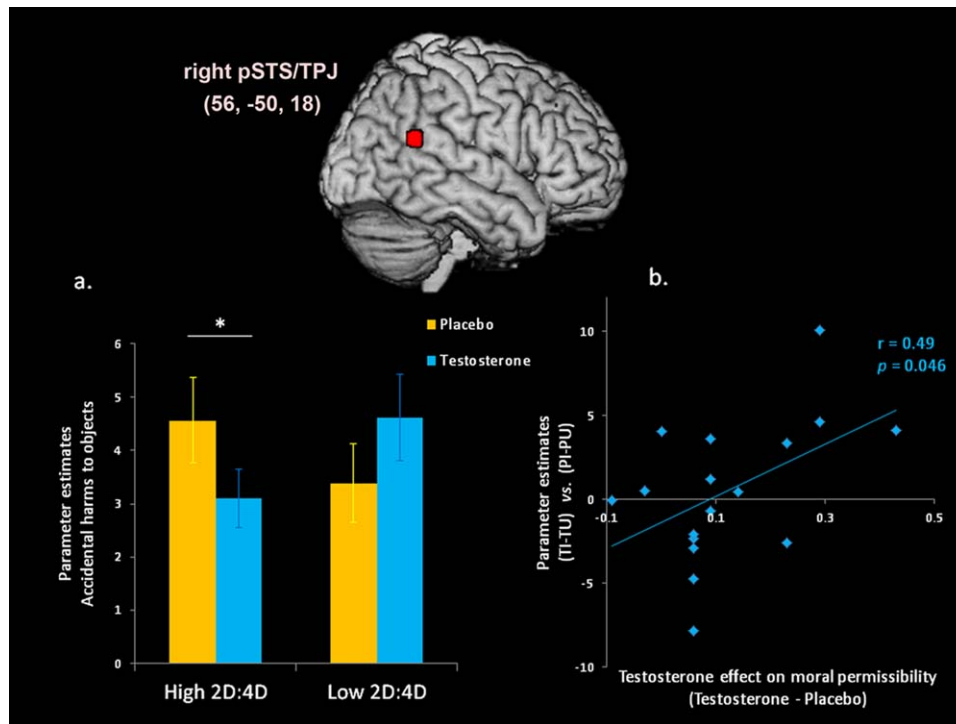 right pSTS/TPJ
(56, -50, 18)
a.
Placebo
Testosterone
*
Parameter estimates
Accidental harms to objects
6
5
4
3
2
1
0
High 2D:4D
Low 2D:4D
b.
r = 0.49
p = 0.046
Parameter estimates
(TI-TU) vs. (PI-PU)
10
5
0
-5
-10
-0.1
0.1
0.3
0.5
Testosterone effect on moral permissibility
(Testosterone - Placebo)